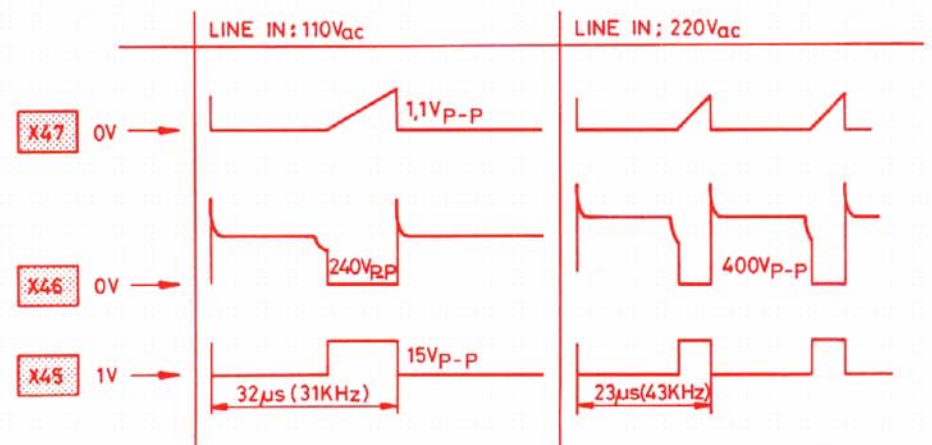 LINE IN: 110Vac
LINE IN; 220Vac
X47 0V
1,1Vp-p
X46 0V
240Vp-p
400Vp-p
X45 1V
15Vp-p
32µs (31KHz)
23µs(43KHz)